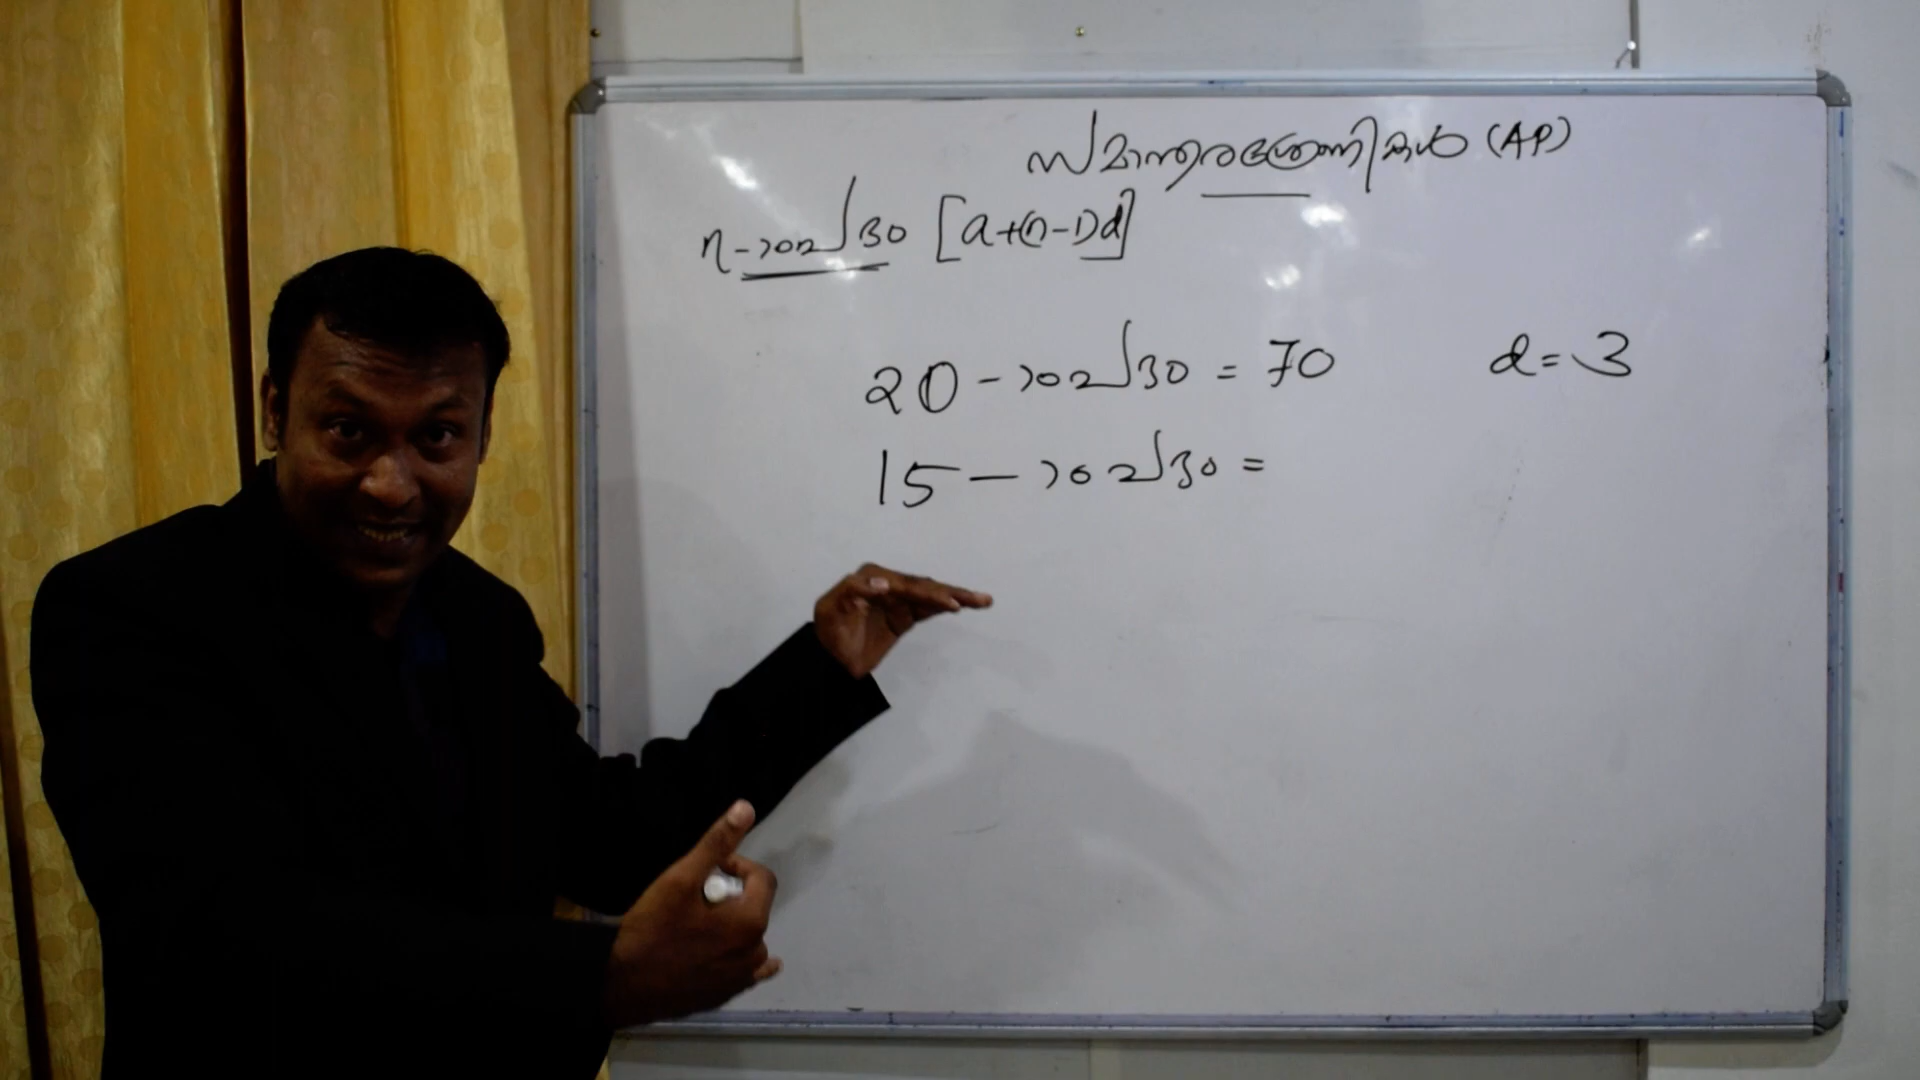 സമാന്തരശ്രേണികൾ (AP)
n-ാംപദം [a+(n-1)d]
20-ാംപദം = 70 d=3
15-ാംപദം =